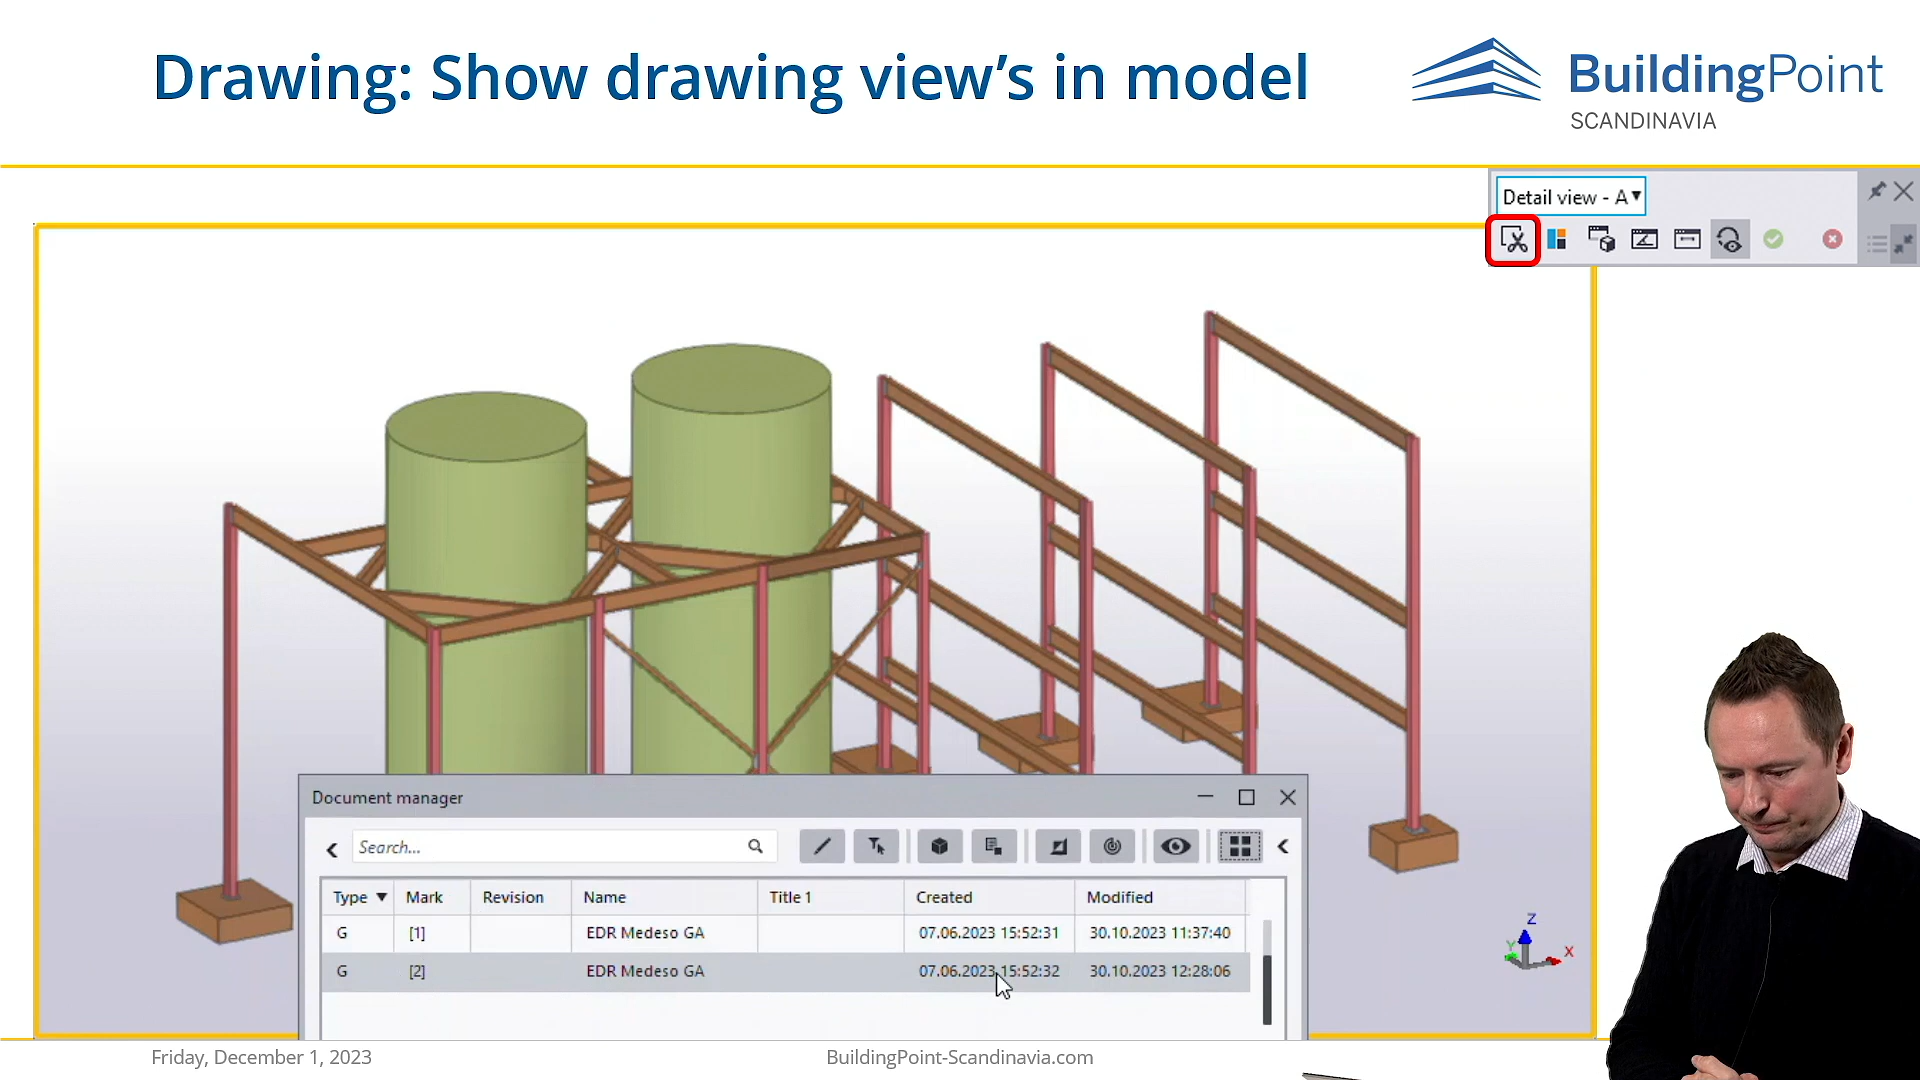 Drawing: Show drawing view’s in model
BuildingPoint
SCANDINAVIA
Detail view - A
Document manager
Search...
Type Mark Revision Name Title 1 Created Modified
G [1] EDR Medeso GA 07.06.2023 15:52:31 30.10.2023 11:37:40
G [2] EDR Medeso GA 07.06.2023 15:52:32 30.10.2023 12:28:06
Z
Y
X
Friday, December 1, 2023
BuildingPoint-Scandinavia.com